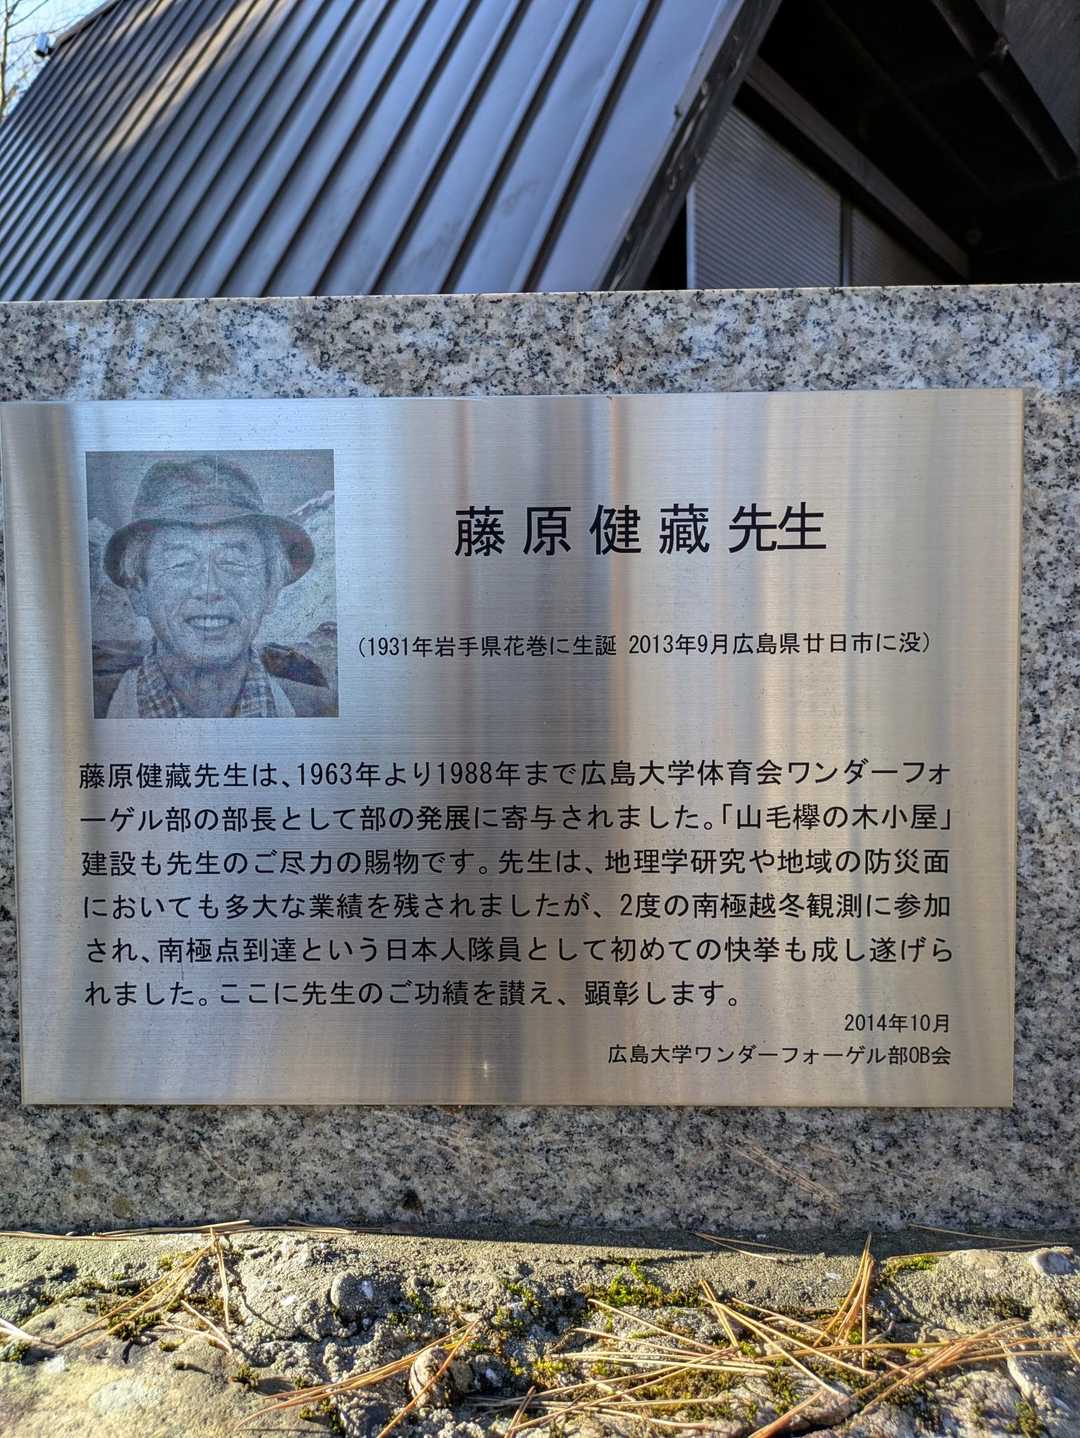 藤原健藏先生
(1931年岩手県花巻に生誕 2013年9月広島県廿日市に没)
藤原健藏先生は、1963年より1988年まで広島大学体育会ワンダーフォ
ーゲル部の部長として部の発展に寄与されました。「山毛欅の木小屋」
建設も先生のご尽力の賜物です。先生は、地理学研究や地域の防災面
においても多大な業績を残されましたが、2度の南極越冬観測に参加
され、南極点到達という日本人隊員として初めての快挙も成し遂げら
れました。ここに先生のご功績を讃え、顕彰します。
2014年10月
広島大学ワンダーフォーゲル部OB会